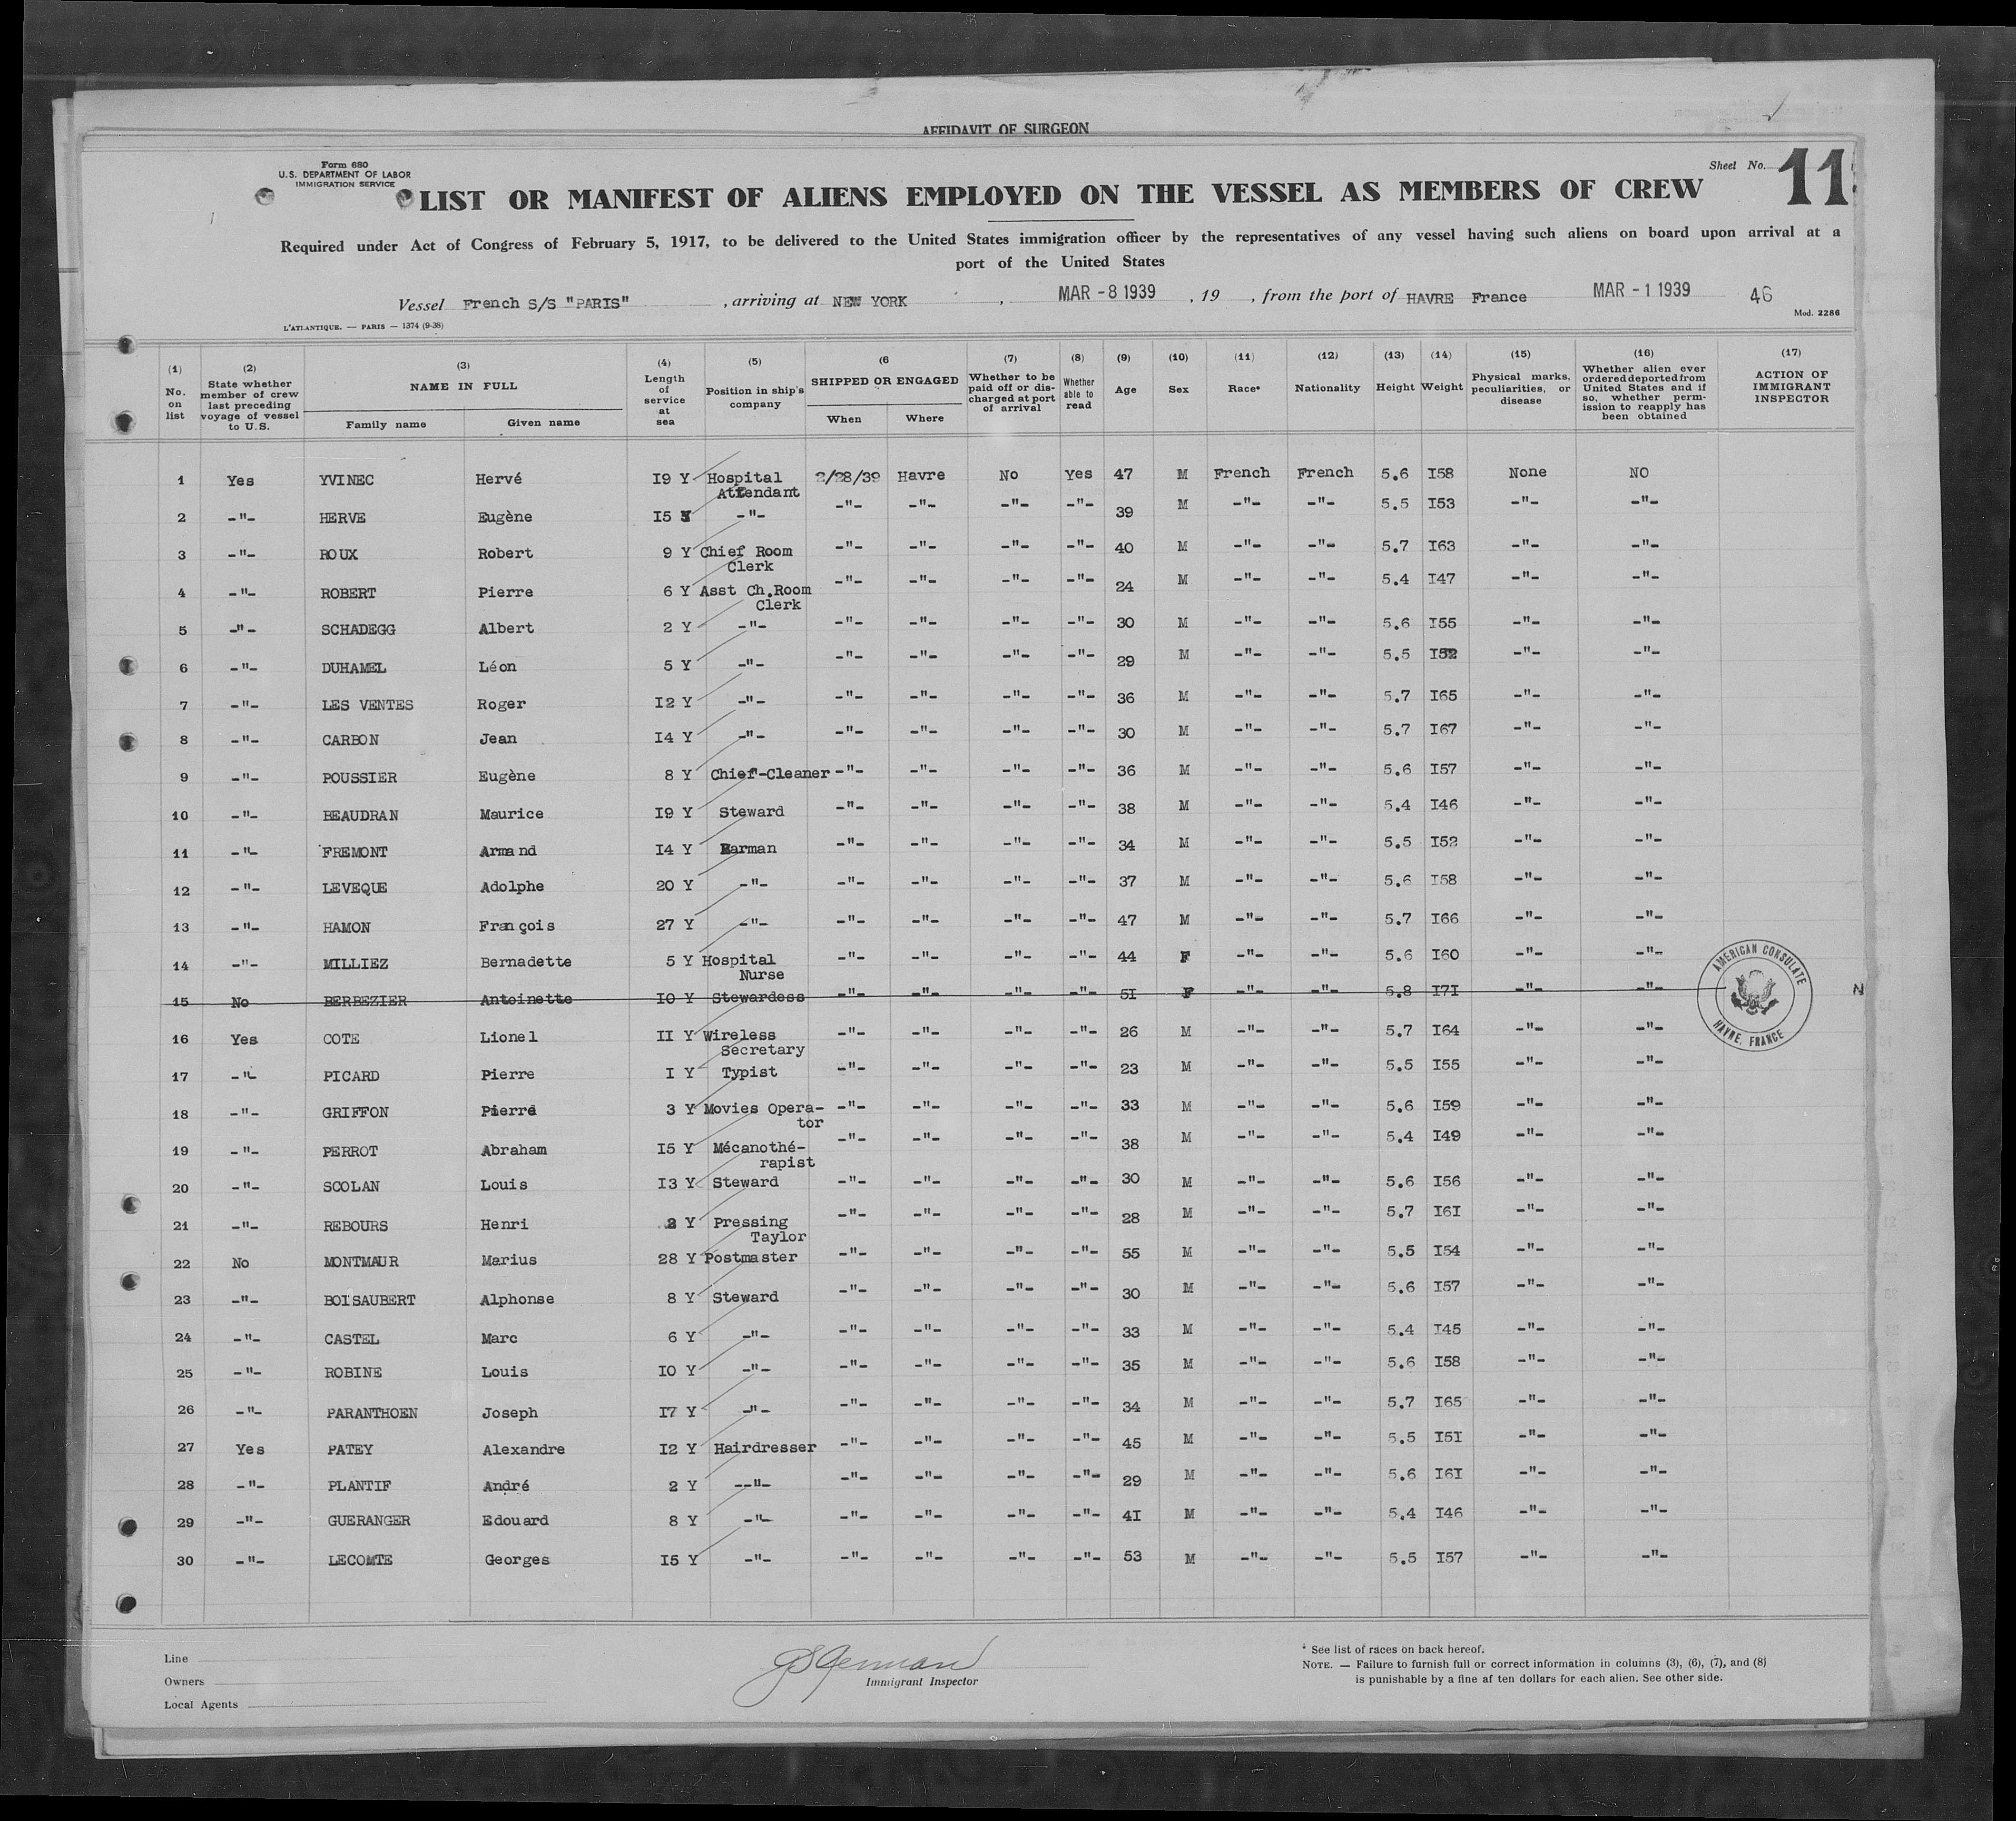 AFFIDAVIT OF SURGEON
Form 680
U.S. DEPARTMENT OF LABOR
IMMIGRATION SERVICE
Sheet No. 11
LIST OR MANIFEST OF ALIENS EMPLOYED ON THE VESSEL AS MEMBERS OF CREW
Required under Act of Congress of February 5, 1917, to be delivered to the United States immigration officer by the representatives of any vessel having such aliens on board upon arrival at a
port of the United States
Vessel French S/S "PARIS", arriving at NEW YORK, MAR -8 1939, 19 , from the port of HAVRE France MAR -1 1939 46
L'ATLANTIQUE. — PARIS — 1374 (9-38) Mod. 2286
(1) No. on list (2) State whether member of crew last preceding voyage of vessel to U.S. (3) NAME IN FULL Family name Given name (4) Length of service at sea (5) Position in ship's company (6 SHIPPED OR ENGAGED When Where (7) Whether to be paid off or discharged at port of arrival (8) Whether able to read (9) Age (10) Sex (11) Race* (12) Nationality (13) Height (14) Weight (15) Physical marks, peculiarities, or disease (16) Whether alien ever ordered deported from United States and if so, whether permission to reapply has been obtained (17) ACTION OF IMMIGRANT INSPECTOR
1 Yes YVINEC Hervé I9 Y Hospital Attendant 2/28/39 Havre No Yes 47 M French French 5.6 I58 None NO
2 -"- HERVE Eugène I5 Y -"- -"- -"- -"- -"- 39 M -"- -"- 5.5 I53 -"- -"-
3 -"- ROUX Robert 9 Y Chief Room Clerk -"- -"- -"- -"- 40 M -"- -"- 5.7 I63 -"- -"-
4 -"- ROBERT Pierre 6 Y Asst Ch.Room Clerk -"- -"- -"- -"- 24 M -"- -"- 5.4 I47 -"- -"-
5 -"- SCHADEGG Albert 2 Y -"- -"- -"- -"- -"- 30 M -"- -"- 5.6 I55 -"- -"-
6 -"- DUHAMEL Léon 5 Y -"- -"- -"- -"- -"- 29 M -"- -"- 5.5 I52 -"- -"-
7 -"- LES VENTES Roger I2 Y -"- -"- -"- -"- -"- 36 M -"- -"- 5.7 I65 -"- -"-
8 -"- CARBON Jean I4 Y -"- -"- -"- -"- -"- 30 M -"- -"- 5.7 I67 -"- -"-
9 -"- POUSSIER Eugène 8 Y Chief-Cleaner -"- -"- -"- -"- 36 M -"- -"- 5.6 I57 -"- -"-
10 -"- BEAUDRAN Maurice I9 Y Steward -"- -"- -"- -"- 38 M -"- -"- 5.4 I46 -"- -"-
11 -"- FREMONT Armand I4 Y Barman -"- -"- -"- -"- 34 M -"- -"- 5.5 I52 -"- -"-
12 -"- LEVEQUE Adolphe 20 Y -"- -"- -"- -"- -"- 37 M -"- -"- 5.6 I58 -"- -"-
13 -"- HAMON François 27 Y -"- -"- -"- -"- -"- 47 M -"- -"- 5.7 I66 -"- -"-
14 -"- MILLIEZ Bernadette 5 Y Hospital Nurse -"- -"- -"- -"- 44 F -"- -"- 5.6 I60 -"- -"-
15 No BERBEZIER Antoinette IO Y Stewardess -"- -"- -"- -"- 5I F -"- -"- 5.8 I7I -"- -"- N
AMERICAN CONSULATE
HAVRE, FRANCE
16 Yes COTE Lionel II Y Wireless Secretary -"- -"- -"- -"- 26 M -"- -"- 5.7 I64 -"- -"-
17 -"- PICARD Pierre I Y Typist -"- -"- -"- -"- 23 M -"- -"- 5.5 I55 -"- -"-
18 -"- GRIFFON Pierre 3 Y Movies Opera-tor -"- -"- -"- -"- 33 M -"- -"- 5.6 I59 -"- -"-
19 -"- PERROT Abraham I5 Y Mécanothé-rapist -"- -"- -"- -"- 38 M -"- -"- 5.4 I49 -"- -"-
20 -"- SCOLAN Louis I3 Y Steward -"- -"- -"- -"- 30 M -"- -"- 5.6 I56 -"- -"-
21 -"- REBOURS Henri 2 Y Pressing Taylor -"- -"- -"- -"- 28 M -"- -"- 5.7 I6I -"- -"-
22 No MONTMAUR Marius 28 Y Postmaster -"- -"- -"- -"- 55 M -"- -"- 5.5 I54 -"- -"-
23 -"- BOISAUBERT Alphonse 8 Y Steward -"- -"- -"- -"- 30 M -"- -"- 5.6 I57 -"- -"-
24 -"- CASTEL Marc 6 Y -"- -"- -"- -"- -"- 33 M -"- -"- 5.4 I45 -"- -"-
25 -"- ROBINE Louis IO Y -"- -"- -"- -"- -"- 35 M -"- -"- 5.6 I58 -"- -"-
26 -"- PARANTHOEN Joseph I7 Y -"- -"- -"- -"- -"- 34 M -"- -"- 5.7 I65 -"- -"-
27 Yes PATEY Alexandre I2 Y Hairdresser -"- -"- -"- -"- 45 M -"- -"- 5.5 I5I -"- -"-
28 -"- PLANTIF André 2 Y --"- -"- -"- -"- -"- 29 M -"- -"- 5.6 I6I -"- -"-
29 -"- GUERANGER Edouard 8 Y -"- -"- -"- -"- -"- 4I M -"- -"- 5.4 I46 -"- -"-
30 -"- LECOMTE Georges I5 Y -"- -"- -"- -"- -"- 53 M -"- -"- 5.5 I57 -"- -"-
Line
Owners
Local Agents
Immigrant Inspector
* See list of races on back hereof.
NOTE. — Failure to furnish full or correct information in columns (3), (6), (7), and (8)
is punishable by a fine af ten dollars for each alien. See other side.